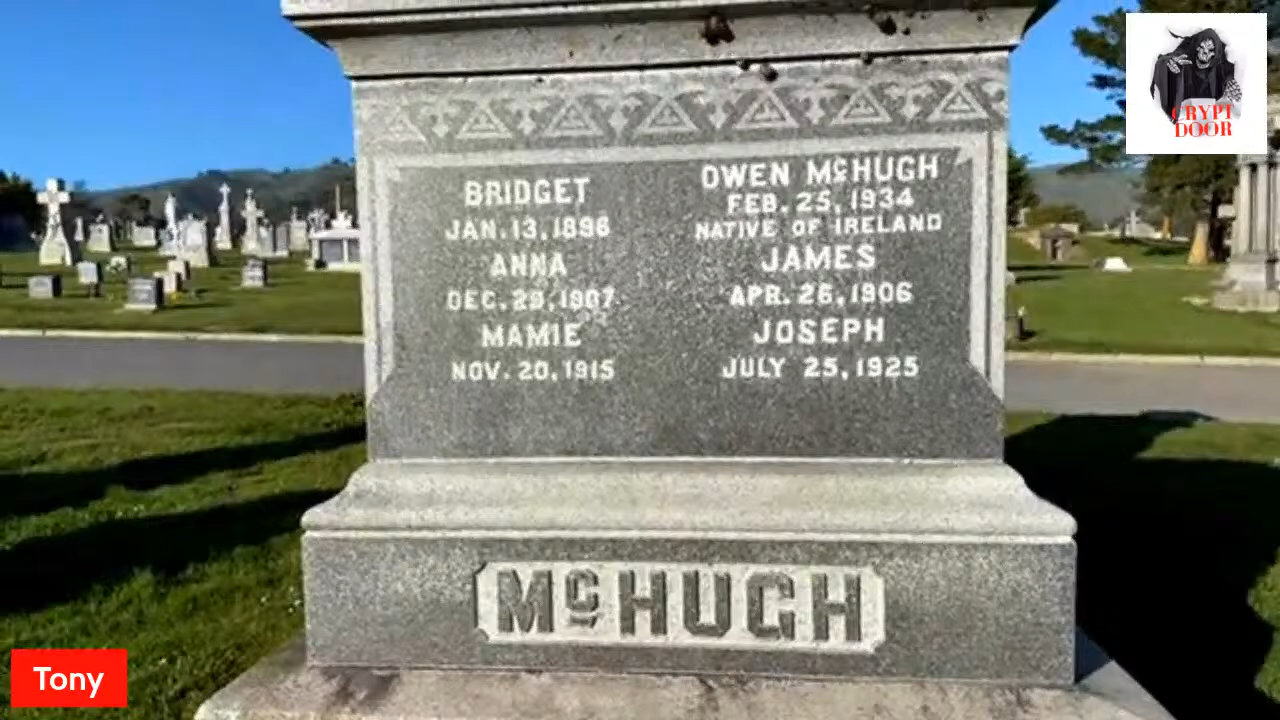 BRIDGET
JAN. 13, 1896
ANNA
DEC. 29, 1907
MAMIE
NOV. 20, 1915
OWEN McHUGH
FEB. 25, 1934
NATIVE OF IRELAND
JAMES
APR. 26, 1906
JOSEPH
JULY 25, 1925
McHUGH
CRYPT
DOOR
Tony